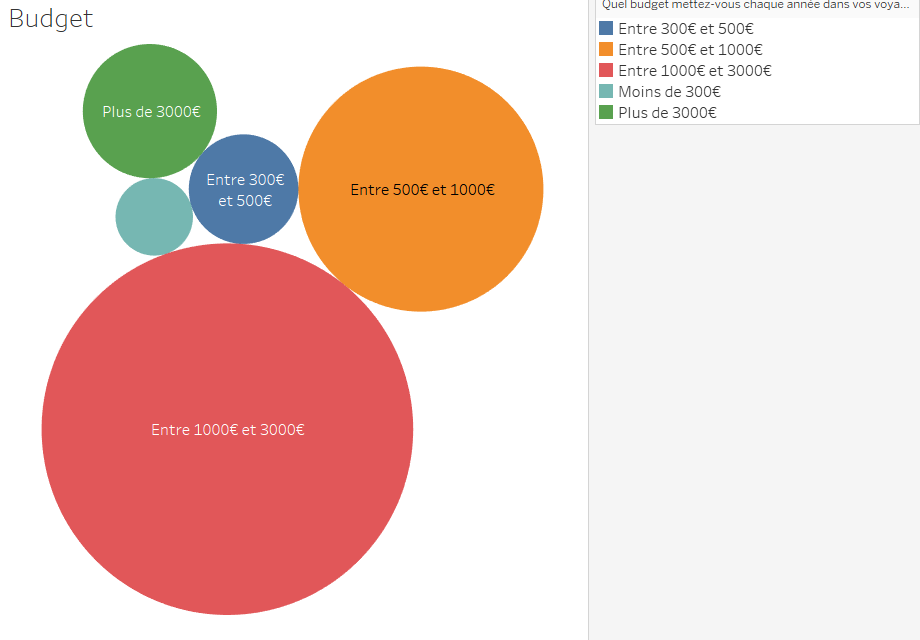 Budget
Quel budget mettez-vous chaque année dans vos voya...
Entre 300€ et 500€
Entre 500€ et 1000€
Entre 1000€ et 3000€
Moins de 300€
Plus de 3000€
Plus de 3000€
Entre 300€
et 500€
Entre 500€ et 1000€
Entre 1000€ et 3000€